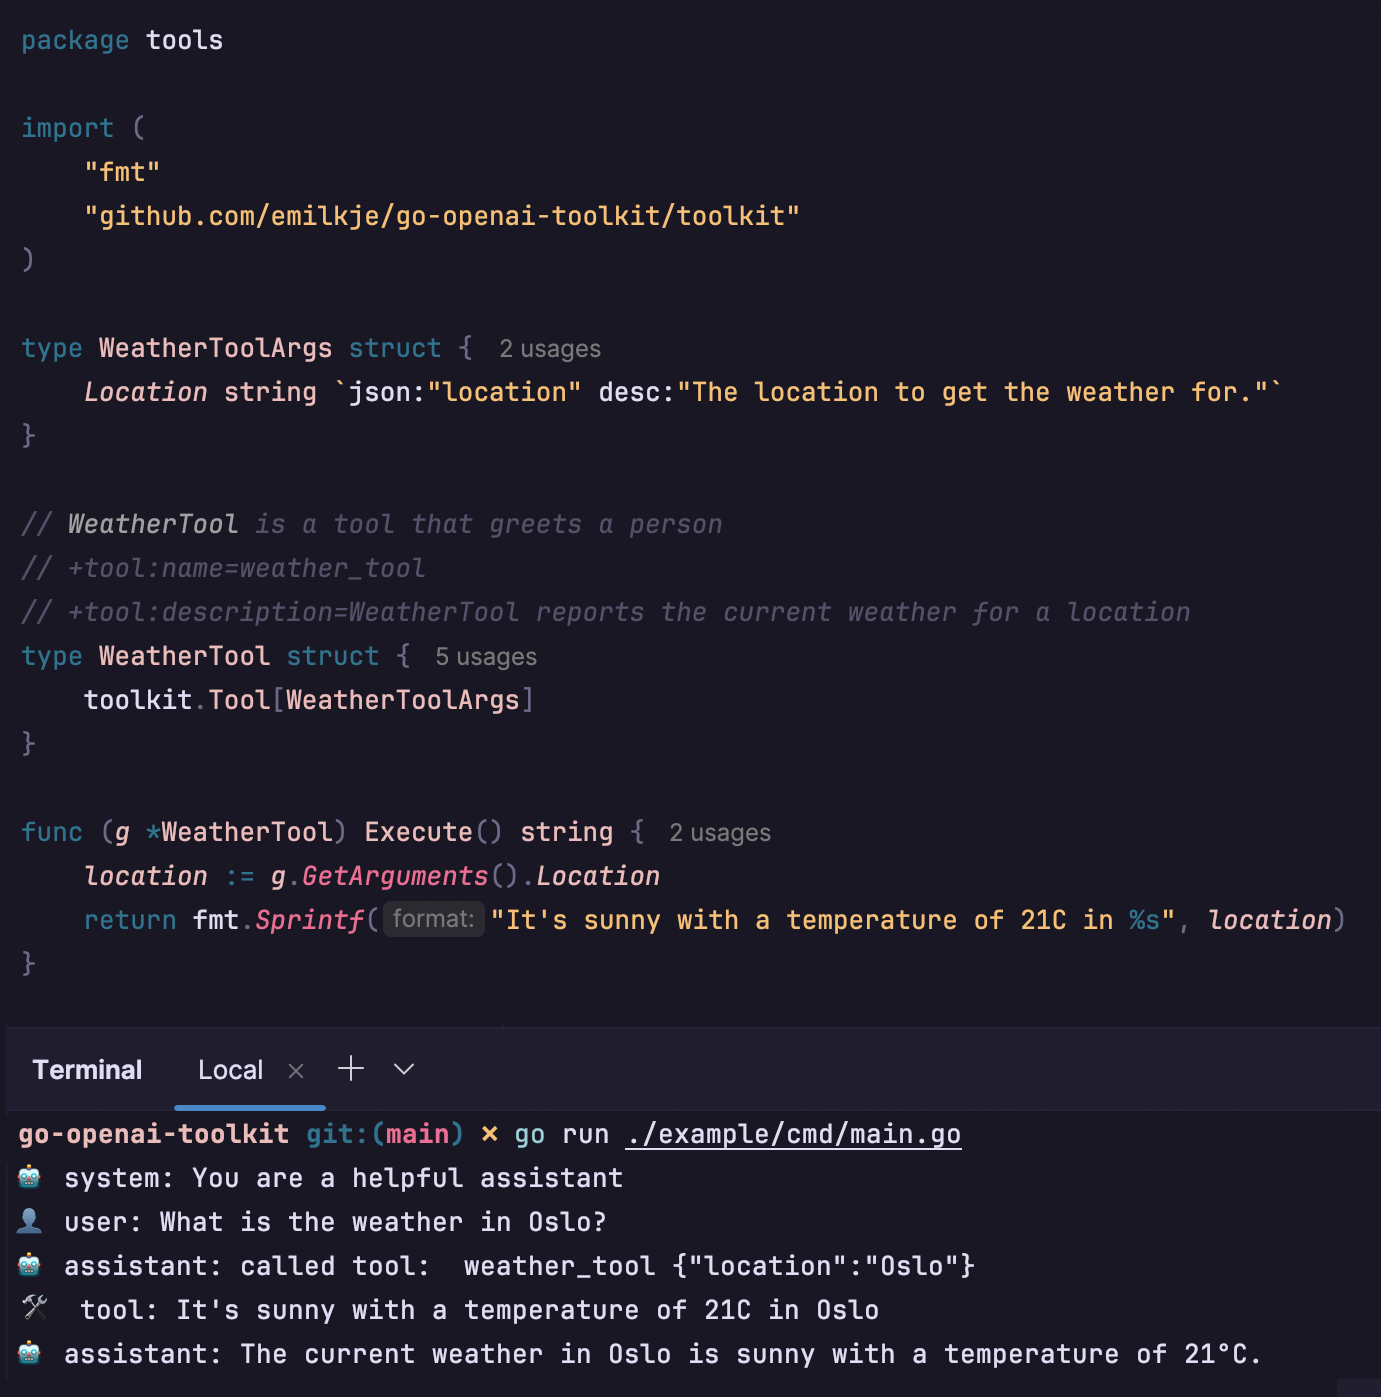 package tools
import (
"fmt"
"github.com/emilkje/go-openai-toolkit/toolkit"
)
type WeatherToolArgs struct { 2 usages
Location string `json:"location" desc:"The location to get the weather for."`
}
// WeatherTool is a tool that greets a person
// +tool:name=weather_tool
// +tool:description=WeatherTool reports the current weather for a location
type WeatherTool struct { 5 usages
toolkit.Tool[WeatherToolArgs]
}
func (g *WeatherTool) Execute() string { 2 usages
location := g.GetArguments().Location
return fmt.Sprintf( format: "It's sunny with a temperature of 21C in %s", location)
}
Terminal Local × + ⌄
go-openai-toolkit git:(main) ✗ go run ./example/cmd/main.go
🤖 system: You are a helpful assistant
👤 user: What is the weather in Oslo?
🤖 assistant: called tool: weather_tool {"location":"Oslo"}
🛠 tool: It's sunny with a temperature of 21C in Oslo
🤖 assistant: The current weather in Oslo is sunny with a temperature of 21°C.